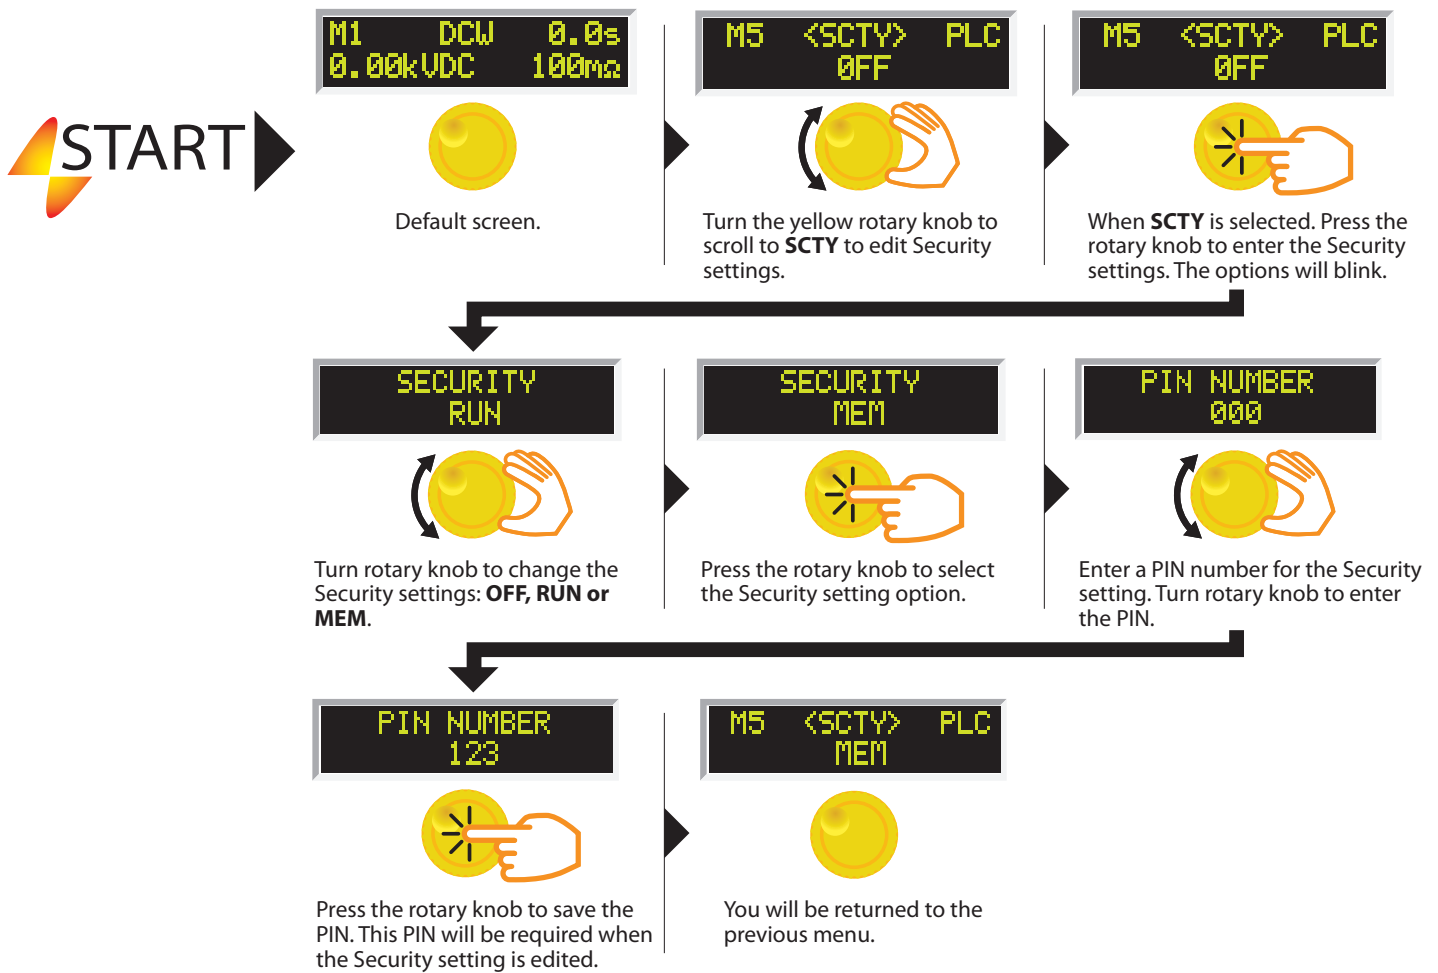 START
M1 DCW 0.0s
0.00kVDC 100mΩ
Default screen.
M5 <SCTY> PLC
OFF
Turn the yellow rotary knob to
scroll to SCTY to edit Security
settings.
M5 <SCTY> PLC
OFF
When SCTY is selected. Press the
rotary knob to enter the Security
settings. The options will blink.
SECURITY
RUN
Turn rotary knob to change the
Security settings: OFF, RUN or
MEM.
SECURITY
MEM
Press the rotary knob to select
the Security setting option.
PIN NUMBER
000
Enter a PIN number for the Security
setting. Turn rotary knob to enter
the PIN.
PIN NUMBER
123
Press the rotary knob to save the
PIN. This PIN will be required when
the Security setting is edited.
M5 <SCTY> PLC
MEM
You will be returned to the
previous menu.